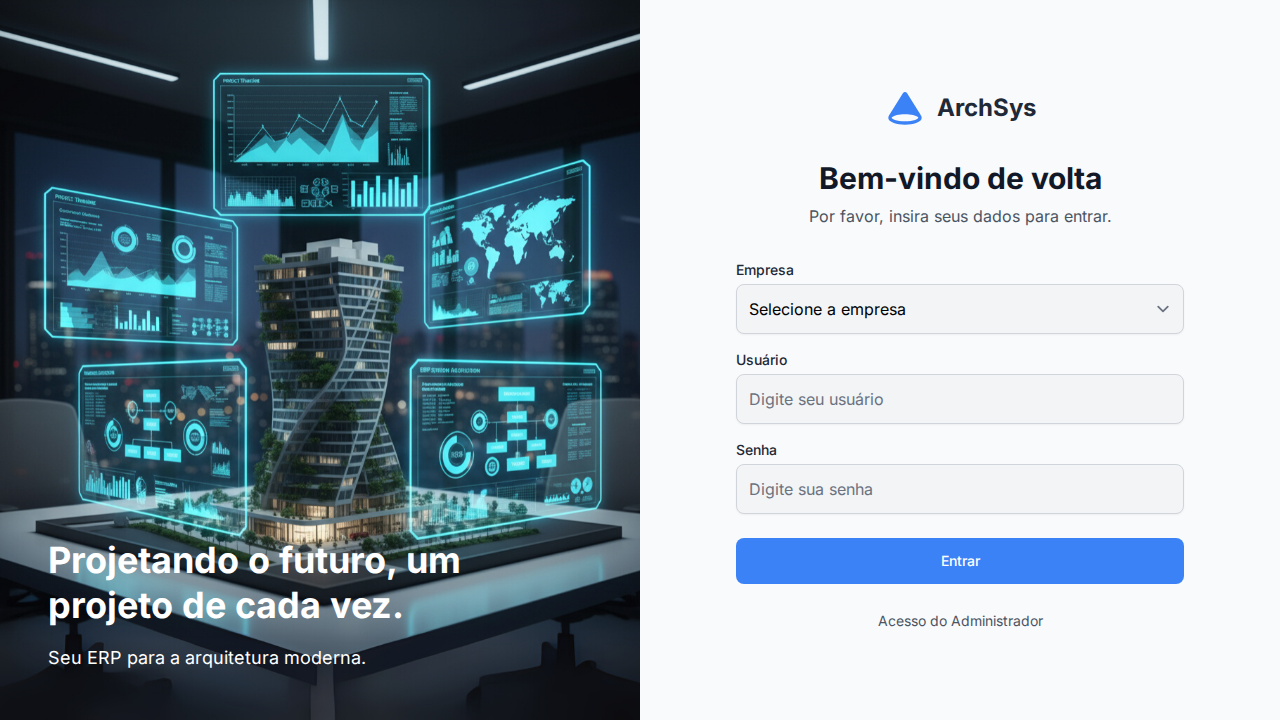 Projetando o futuro, um
projeto de cada vez.
Seu ERP para a arquitetura moderna.
ArchSys
Bem-vindo de volta
Por favor, insira seus dados para entrar.
Empresa
Selecione a empresa
Usuário
Digite seu usuário
Senha
Digite sua senha
Entrar
Acesso do Administrador